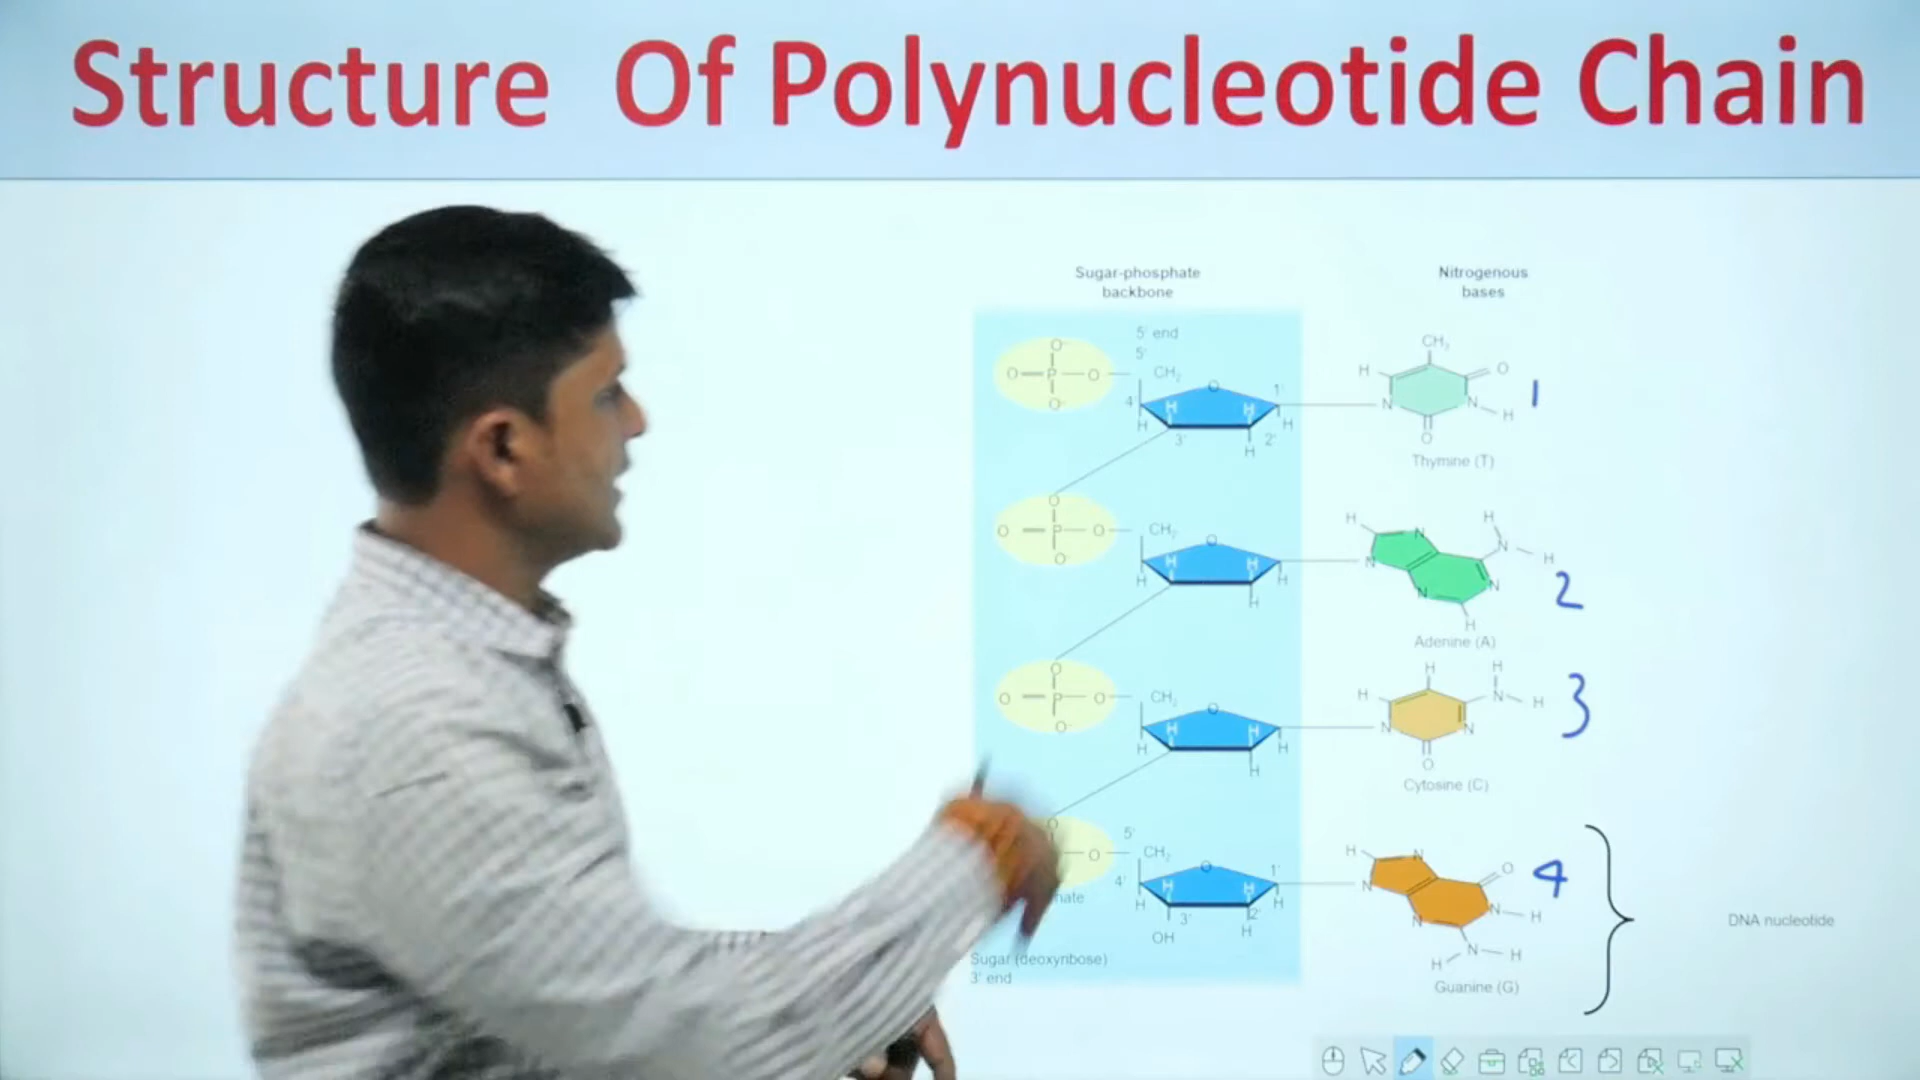 Structure Of Polynucleotide Chain
Sugar-phosphate
backbone
Nitrogenous
bases
5' end
5'
O⁻
O—P—O—
O⁻
CH₂
O
4'
1'
H
H
H
H
3'
2'
H
CH₃
H
O
N
N
H
O
Thymine (T)
1
O
O—P—O—
O⁻
CH₂
O
H
H
H
H
H
H
N
N
H
N
H
N
N
H
Adenine (A)
2
O
O—P—O—
O⁻
CH₂
O
H
H
H
H
H
H
H
H
N
H
N
N
O
Cytosine (C)
3
O
O
5'
CH₂
O
4'
1'
H
H
H
H
3'
2'
OH
H
H
N
N
O
N
H
N
N
H
H
Guanine (G)
4
DNA nucleotide
Sugar (deoxyribose)
3' end